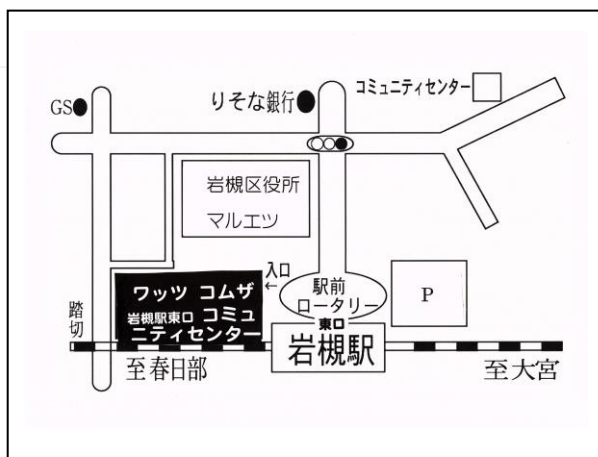 コミュニティセンター
りそな銀行
GS
岩槻区役所
マルエツ
入口
←
駅前
ロータリー
P
ワッツ コムザ
岩槻駅東口 コミュ
ニティセンター
踏切
東口
岩槻駅
至春日部
至大宮